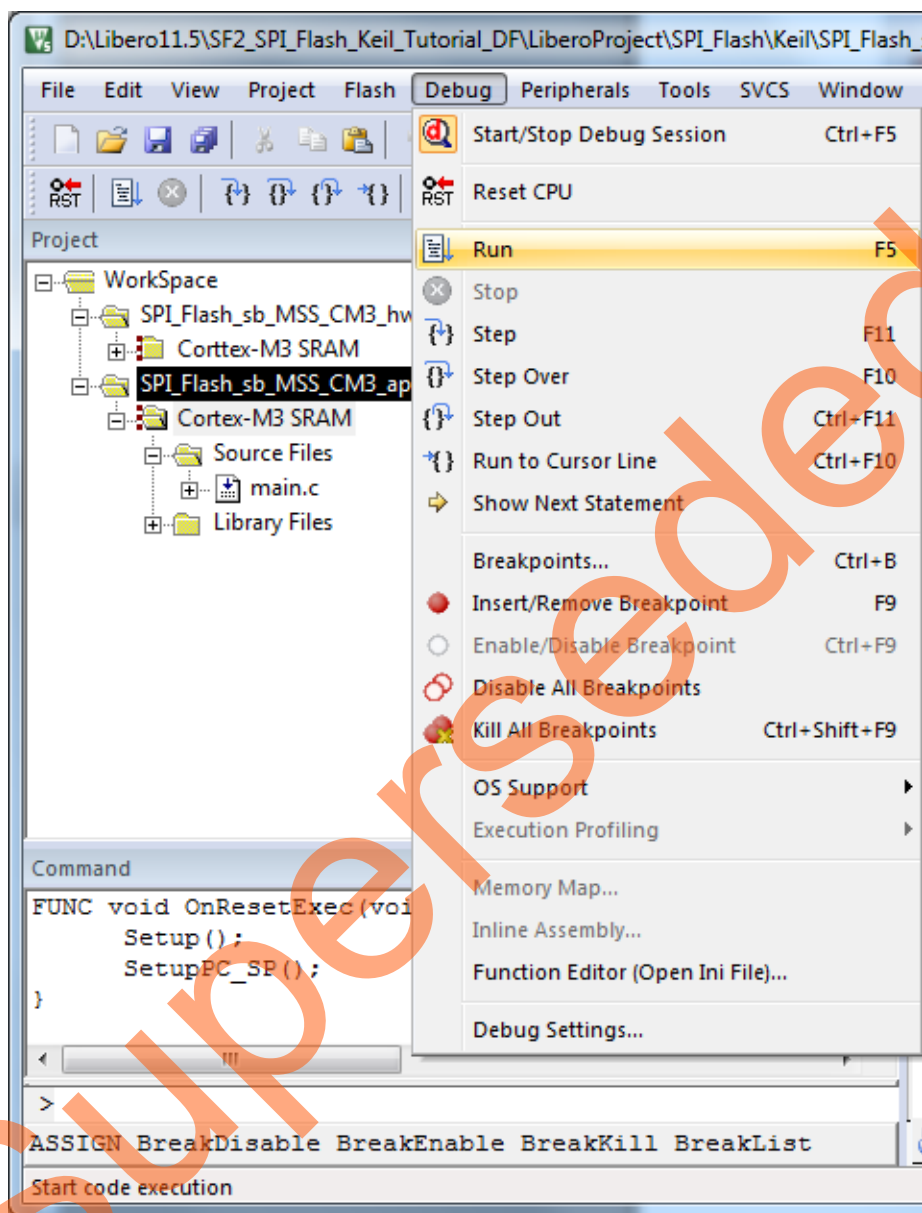 D:\Libero11.5\SF2_SPI_Flash_Keil_Tutorial_DF\LiberoProject\SPI_Flash\Keil\SPI_Flash_
File Edit View Project Flash Debug Peripherals Tools SVCS Window
Start/Stop Debug Session Ctrl+F5
RST
RST Reset CPU
Project
Run F5
WorkSpace
Stop
SPI_Flash_sb_MSS_CM3_hw
Step F11
Corttex-M3 SRAM
SPI_Flash_sb_MSS_CM3_ap
Step Over F10
Cortex-M3 SRAM
Step Out Ctrl+F11
Source Files
Run to Cursor Line Ctrl+F10
main.c
Show Next Statement
Library Files
Breakpoints... Ctrl+B
Insert/Remove Breakpoint F9
Enable/Disable Breakpoint Ctrl+F9
Disable All Breakpoints
Kill All Breakpoints Ctrl+Shift+F9
OS Support
Execution Profiling
Memory Map...
Inline Assembly...
Function Editor (Open Ini File)...
Debug Settings...
Command
FUNC void OnResetExec(voi
Setup();
SetupPC_SP();
}
>
ASSIGN BreakDisable BreakEnable BreakKill BreakList
Start code execution
Superseded